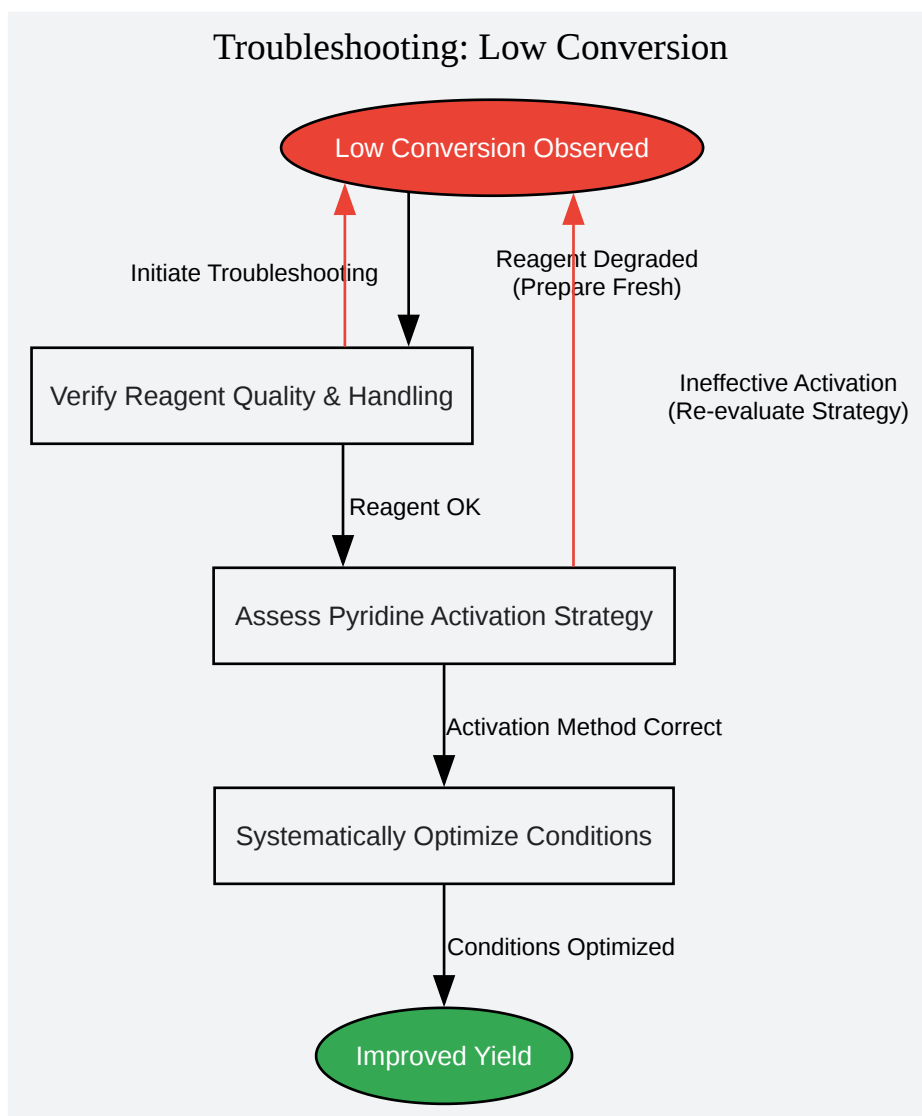 Troubleshooting: Low Conversion
Low Conversion Observed
Initiate Troubleshooting
Reagent Degraded
(Prepare Fresh)
Verify Reagent Quality & Handling
Ineffective Activation
(Re-evaluate Strategy)
Reagent OK
Assess Pyridine Activation Strategy
Activation Method Correct
Systematically Optimize Conditions
Conditions Optimized
Improved Yield